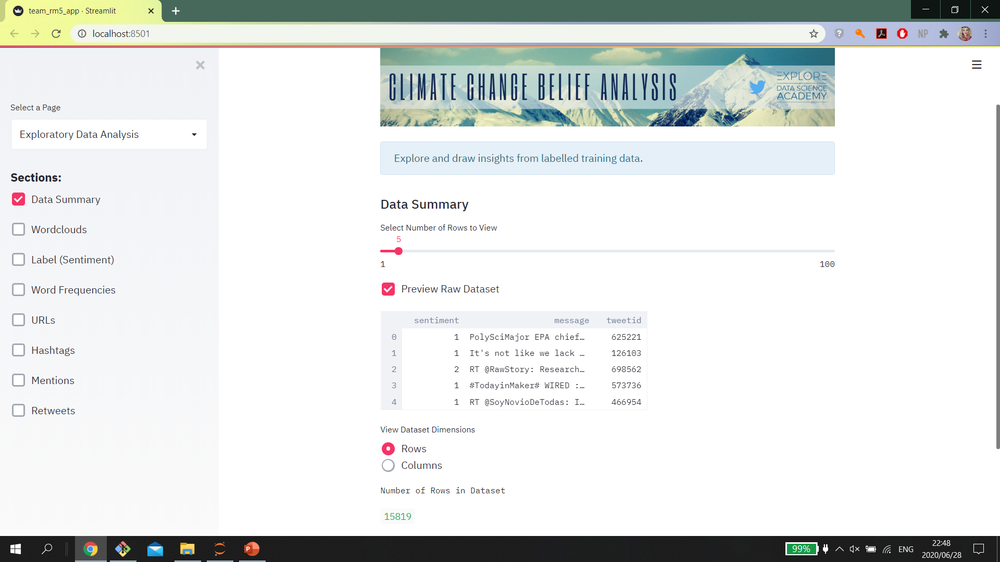 team_rm5_app · Streamlit
localhost:8501
NP
Select a Page
Exploratory Data Analysis
Sections:
Data Summary
Wordclouds
Label (Sentiment)
Word Frequencies
URLs
Hashtags
Mentions
Retweets
CLIMATE CHANGE BELIEF ANALYSIS
EXPLORE
DATA SCIENCE
ACADEMY
Explore and draw insights from labelled training data.
Data Summary
Select Number of Rows to View
5
1 100
Preview Raw Dataset
sentiment message tweetid
0 1 PolySciMajor EPA chief… 625221
1 1 It's not like we lack … 126103
2 2 RT @RawStory: Research… 698562
3 1 #TodayinMaker# WIRED :… 573736
4 1 RT @SoyNovioDeTodas: I… 466954
View Dataset Dimensions
Rows
Columns
Number of Rows in Dataset
15819
99%
ENG
22:48
2020/06/28